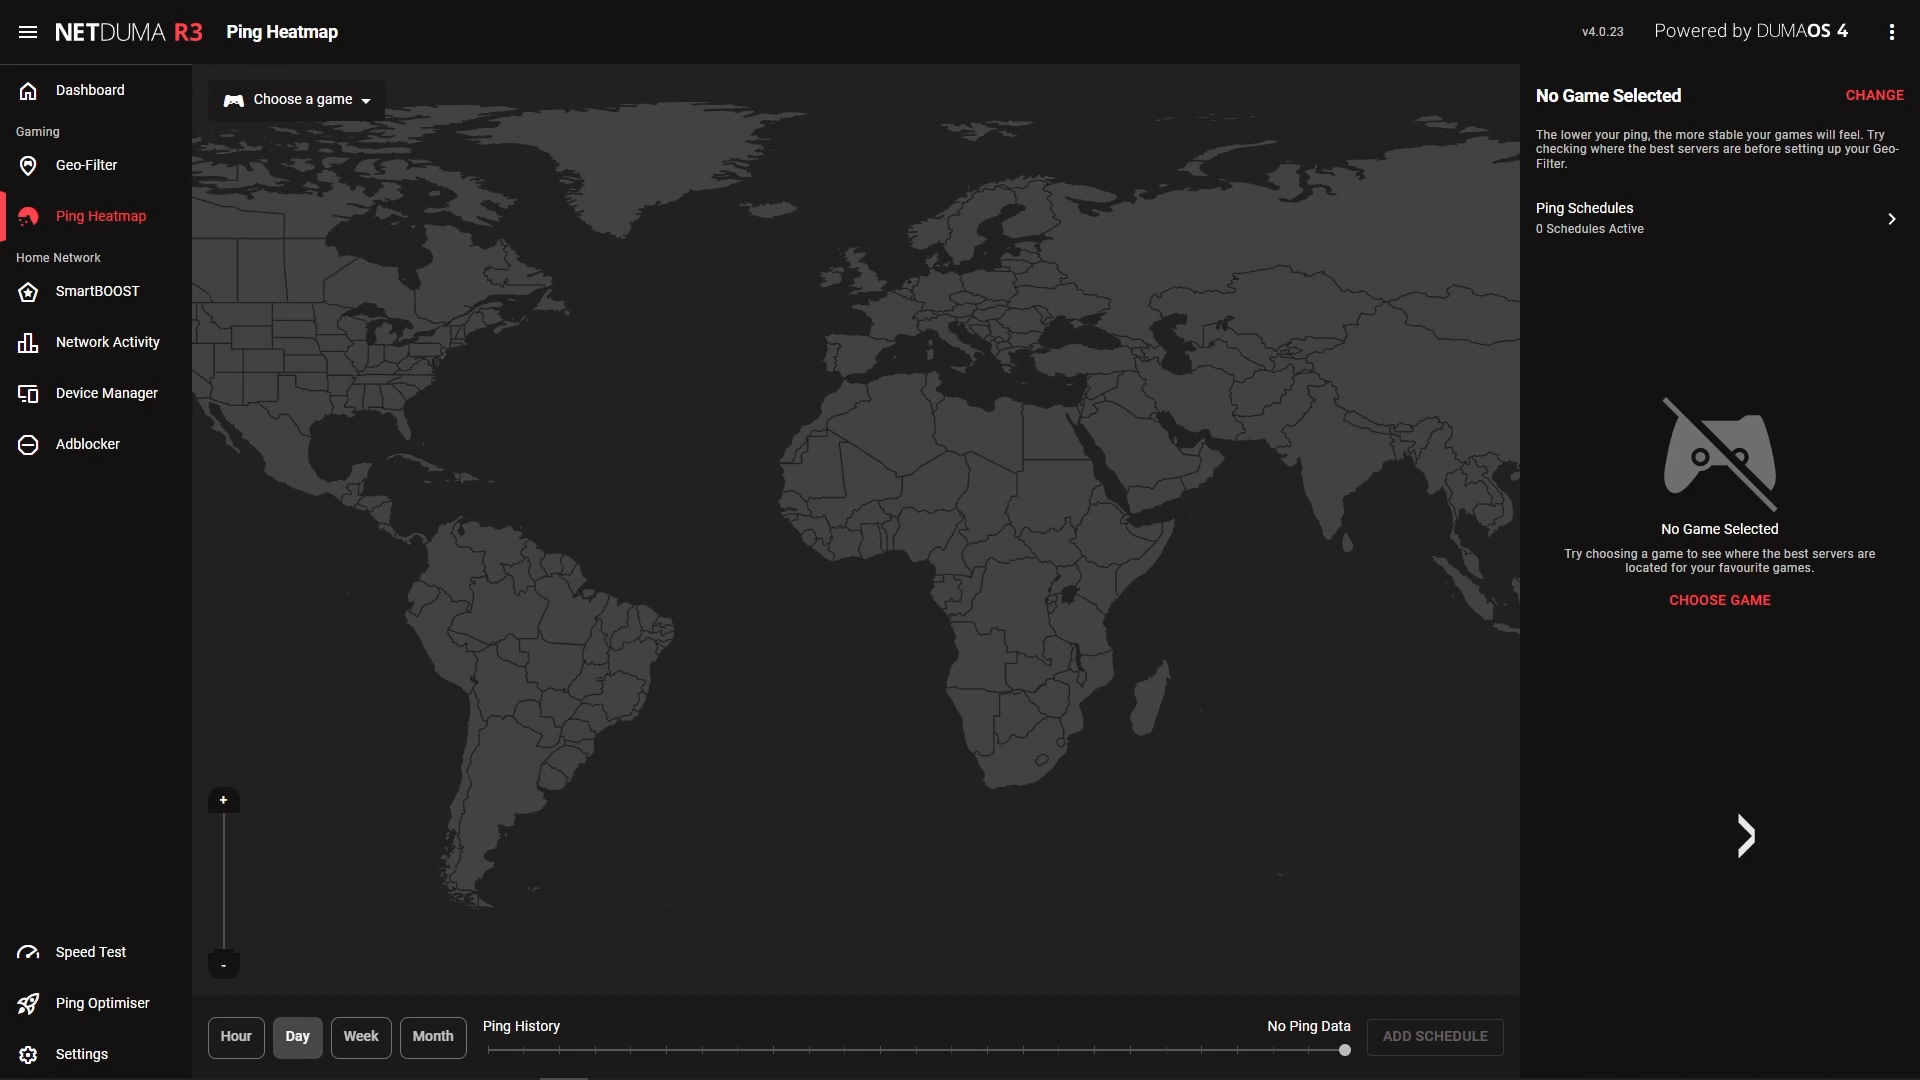 NETDUMA R3
Ping Heatmap
v4.0.23
Powered by DUMAOS 4
Dashboard
Gaming
Geo-Filter
Ping Heatmap
Home Network
SmartBOOST
Network Activity
Device Manager
Adblocker
Speed Test
Ping Optimiser
Settings
Choose a game
+
-
Hour
Day
Week
Month
Ping History
No Ping Data
ADD SCHEDULE
No Game Selected
CHANGE
The lower your ping, the more stable your games will feel. Try
checking where the best servers are before setting up your Geo-
Filter.
Ping Schedules
0 Schedules Active
No Game Selected
Try choosing a game to see where the best servers are
located for your favourite games.
CHOOSE GAME